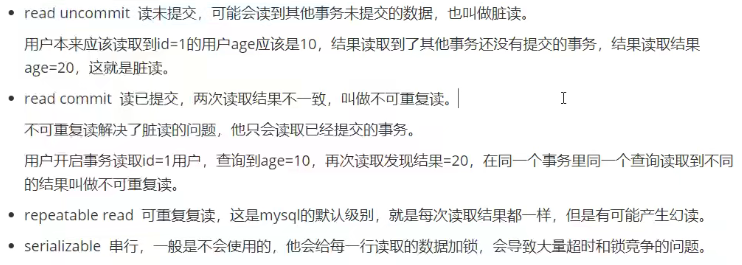 read uncommit 读未提交，可能会读到其他事务未提交的数据，也叫做脏读。
用户本来应该读取到id=1的用户age应该是10，结果读取到了其他事务还没有提交的事务，结果读取结果
age=20，这就是脏读。
read commit 读已提交，两次读取结果不一致，叫做不可重复读。
不可重复读解决了脏读的问题，他只会读取已经提交的事务。
用户开启事务读取id=1用户，查询到age=10，再次读取发现结果=20，在同一个事务里同一个查询读取到不同
的结果叫做不可重复读。
repeatable read 可重复复读，这是mysql的默认级别，就是每次读取结果都一样，但是有可能产生幻读。
serializable 串行，一般是不会使用的，他会给每一行读取的数据加锁，会导致大量超时和锁竞争的问题。